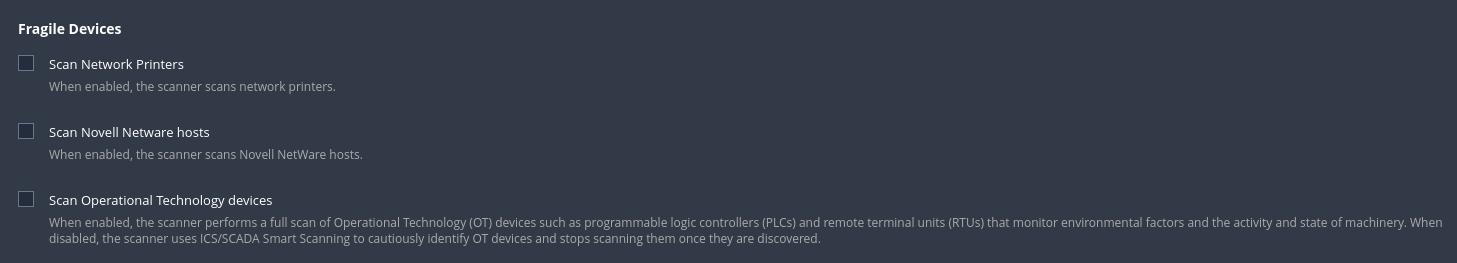 Fragile Devices
Scan Network Printers
When enabled, the scanner scans network printers.
Scan Novell Netware hosts
When enabled, the scanner scans Novell NetWare hosts.
Scan Operational Technology devices
When enabled, the scanner performs a full scan of Operational Technology (OT) devices such as programmable logic controllers (PLCs) and remote terminal units (RTUs) that monitor environmental factors and the activity and state of machinery. When
disabled, the scanner uses ICS/SCADA Smart Scanning to cautiously identify OT devices and stops scanning them once they are discovered.